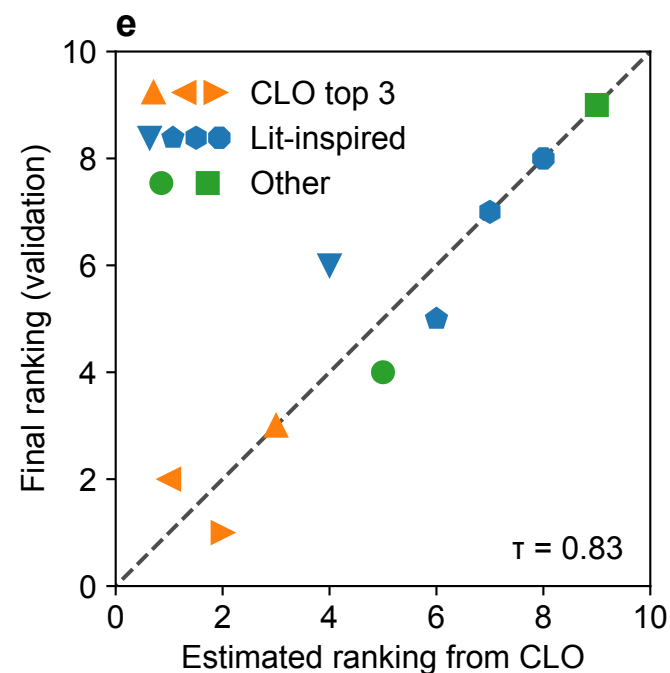 e
10
CLO top 3
Lit-inspired
Other
8
6
4
2
0
Final ranking (validation)
τ = 0.83
0 2 4 6 8 10
Estimated ranking from CLO